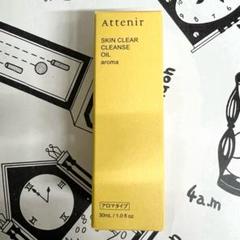 Attenir
SKIN CLEAR
CLEANSE
OIL
aroma
アロマタイプ
30mL / 1.0 fl oz
4a.m